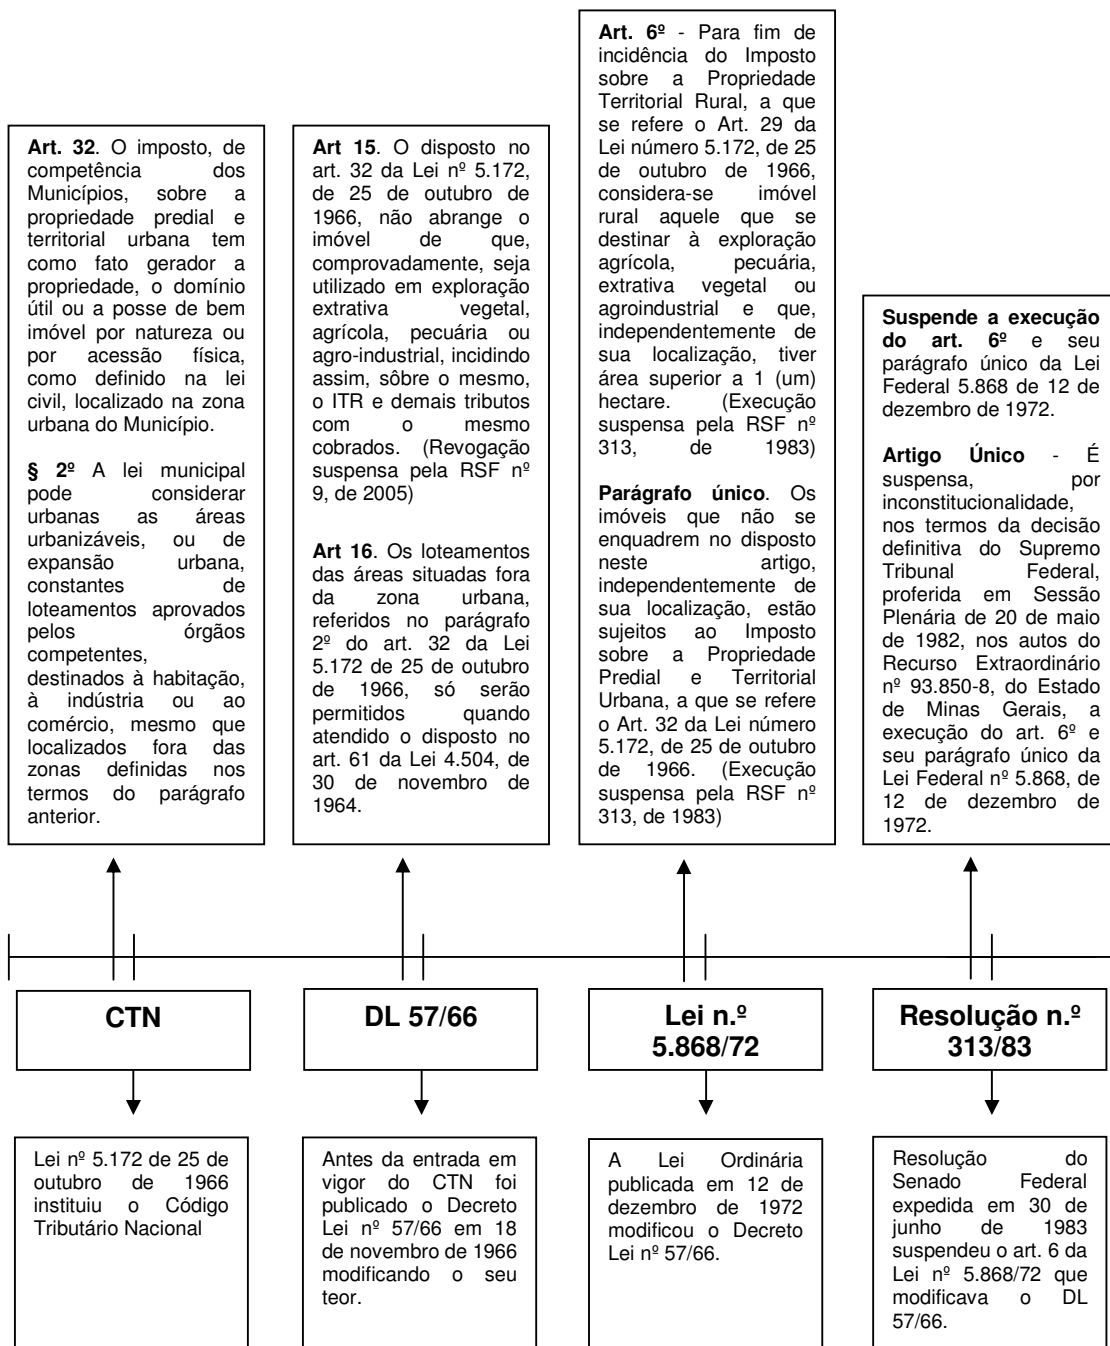 Art. 32. O imposto, de
competência dos
Municípios, sobre a
propriedade predial e
territorial urbana tem
como fato gerador a
propriedade, o domínio
útil ou a posse de bem
imóvel por natureza ou
por acessão física,
como definido na lei
civil, localizado na zona
urbana do Município.
§ 2º A lei municipal
pode considerar
urbanas as áreas
urbanizáveis, ou de
expansão urbana,
constantes de
loteamentos aprovados
pelos órgãos
competentes,
destinados à habitação,
à indústria ou ao
comércio, mesmo que
localizados fora das
zonas definidas nos
termos do parágrafo
anterior.
Art 15. O disposto no
art. 32 da Lei nº 5.172,
de 25 de outubro de
1966, não abrange o
imóvel de que,
comprovadamente, seja
utilizado em exploração
extrativa vegetal,
agrícola, pecuária ou
agro-industrial, incidindo
assim, sôbre o mesmo,
o ITR e demais tributos
com o mesmo
cobrados. (Revogação
suspensa pela RSF nº
9, de 2005)
Art 16. Os loteamentos
das áreas situadas fora
da zona urbana,
referidos no parágrafo
2º do art. 32 da Lei
5.172 de 25 de outubro
de 1966, só serão
permitidos quando
atendido o disposto no
art. 61 da Lei 4.504, de
30 de novembro de
1964.
Art. 6º - Para fim de
incidência do Imposto
sobre a Propriedade
Territorial Rural, a que
se refere o Art. 29 da
Lei número 5.172, de 25
de outubro de 1966,
considera-se imóvel
rural aquele que se
destinar à exploração
agrícola, pecuária,
extrativa vegetal ou
agroindustrial e que,
independentemente de
sua localização, tiver
área superior a 1 (um)
hectare. (Execução
suspensa pela RSF nº
313, de 1983)
Parágrafo único. Os
imóveis que não se
enquadrem no disposto
neste artigo,
independentemente de
sua localização, estão
sujeitos ao Imposto
sobre a Propriedade
Predial e Territorial
Urbana, a que se refere
o Art. 32 da Lei número
5.172, de 25 de outubro
de 1966. (Execução
suspensa pela RSF nº
313, de 1983)
Suspende a execução
do art. 6º e seu
parágrafo único da Lei
Federal 5.868 de 12 de
dezembro de 1972.
Artigo Único - É
suspensa, por
inconstitucionalidade,
nos termos da decisão
definitiva do Supremo
Tribunal Federal,
proferida em Sessão
Plenária de 20 de maio
de 1982, nos autos do
Recurso Extraordinário
nº 93.850-8, do Estado
de Minas Gerais, a
execução do art. 6º e
seu parágrafo único da
Lei Federal nº 5.868, de
12 de dezembro de
1972.
CTN
DL 57/66
Lei n.º
5.868/72
Resolução n.º
313/83
Lei nº 5.172 de 25 de
outubro de 1966
instituiu o Código
Tributário Nacional
Antes da entrada em
vigor do CTN foi
publicado o Decreto
Lei nº 57/66 em 18
de novembro de 1966
modificando o seu
teor.
A Lei Ordinária
publicada em 12 de
dezembro de 1972
modificou o Decreto
Lei nº 57/66.
Resolução do
Senado Federal
expedida em 30 de
junho de 1983
suspendeu o art. 6 da
Lei nº 5.868/72 que
modificava o DL
57/66.